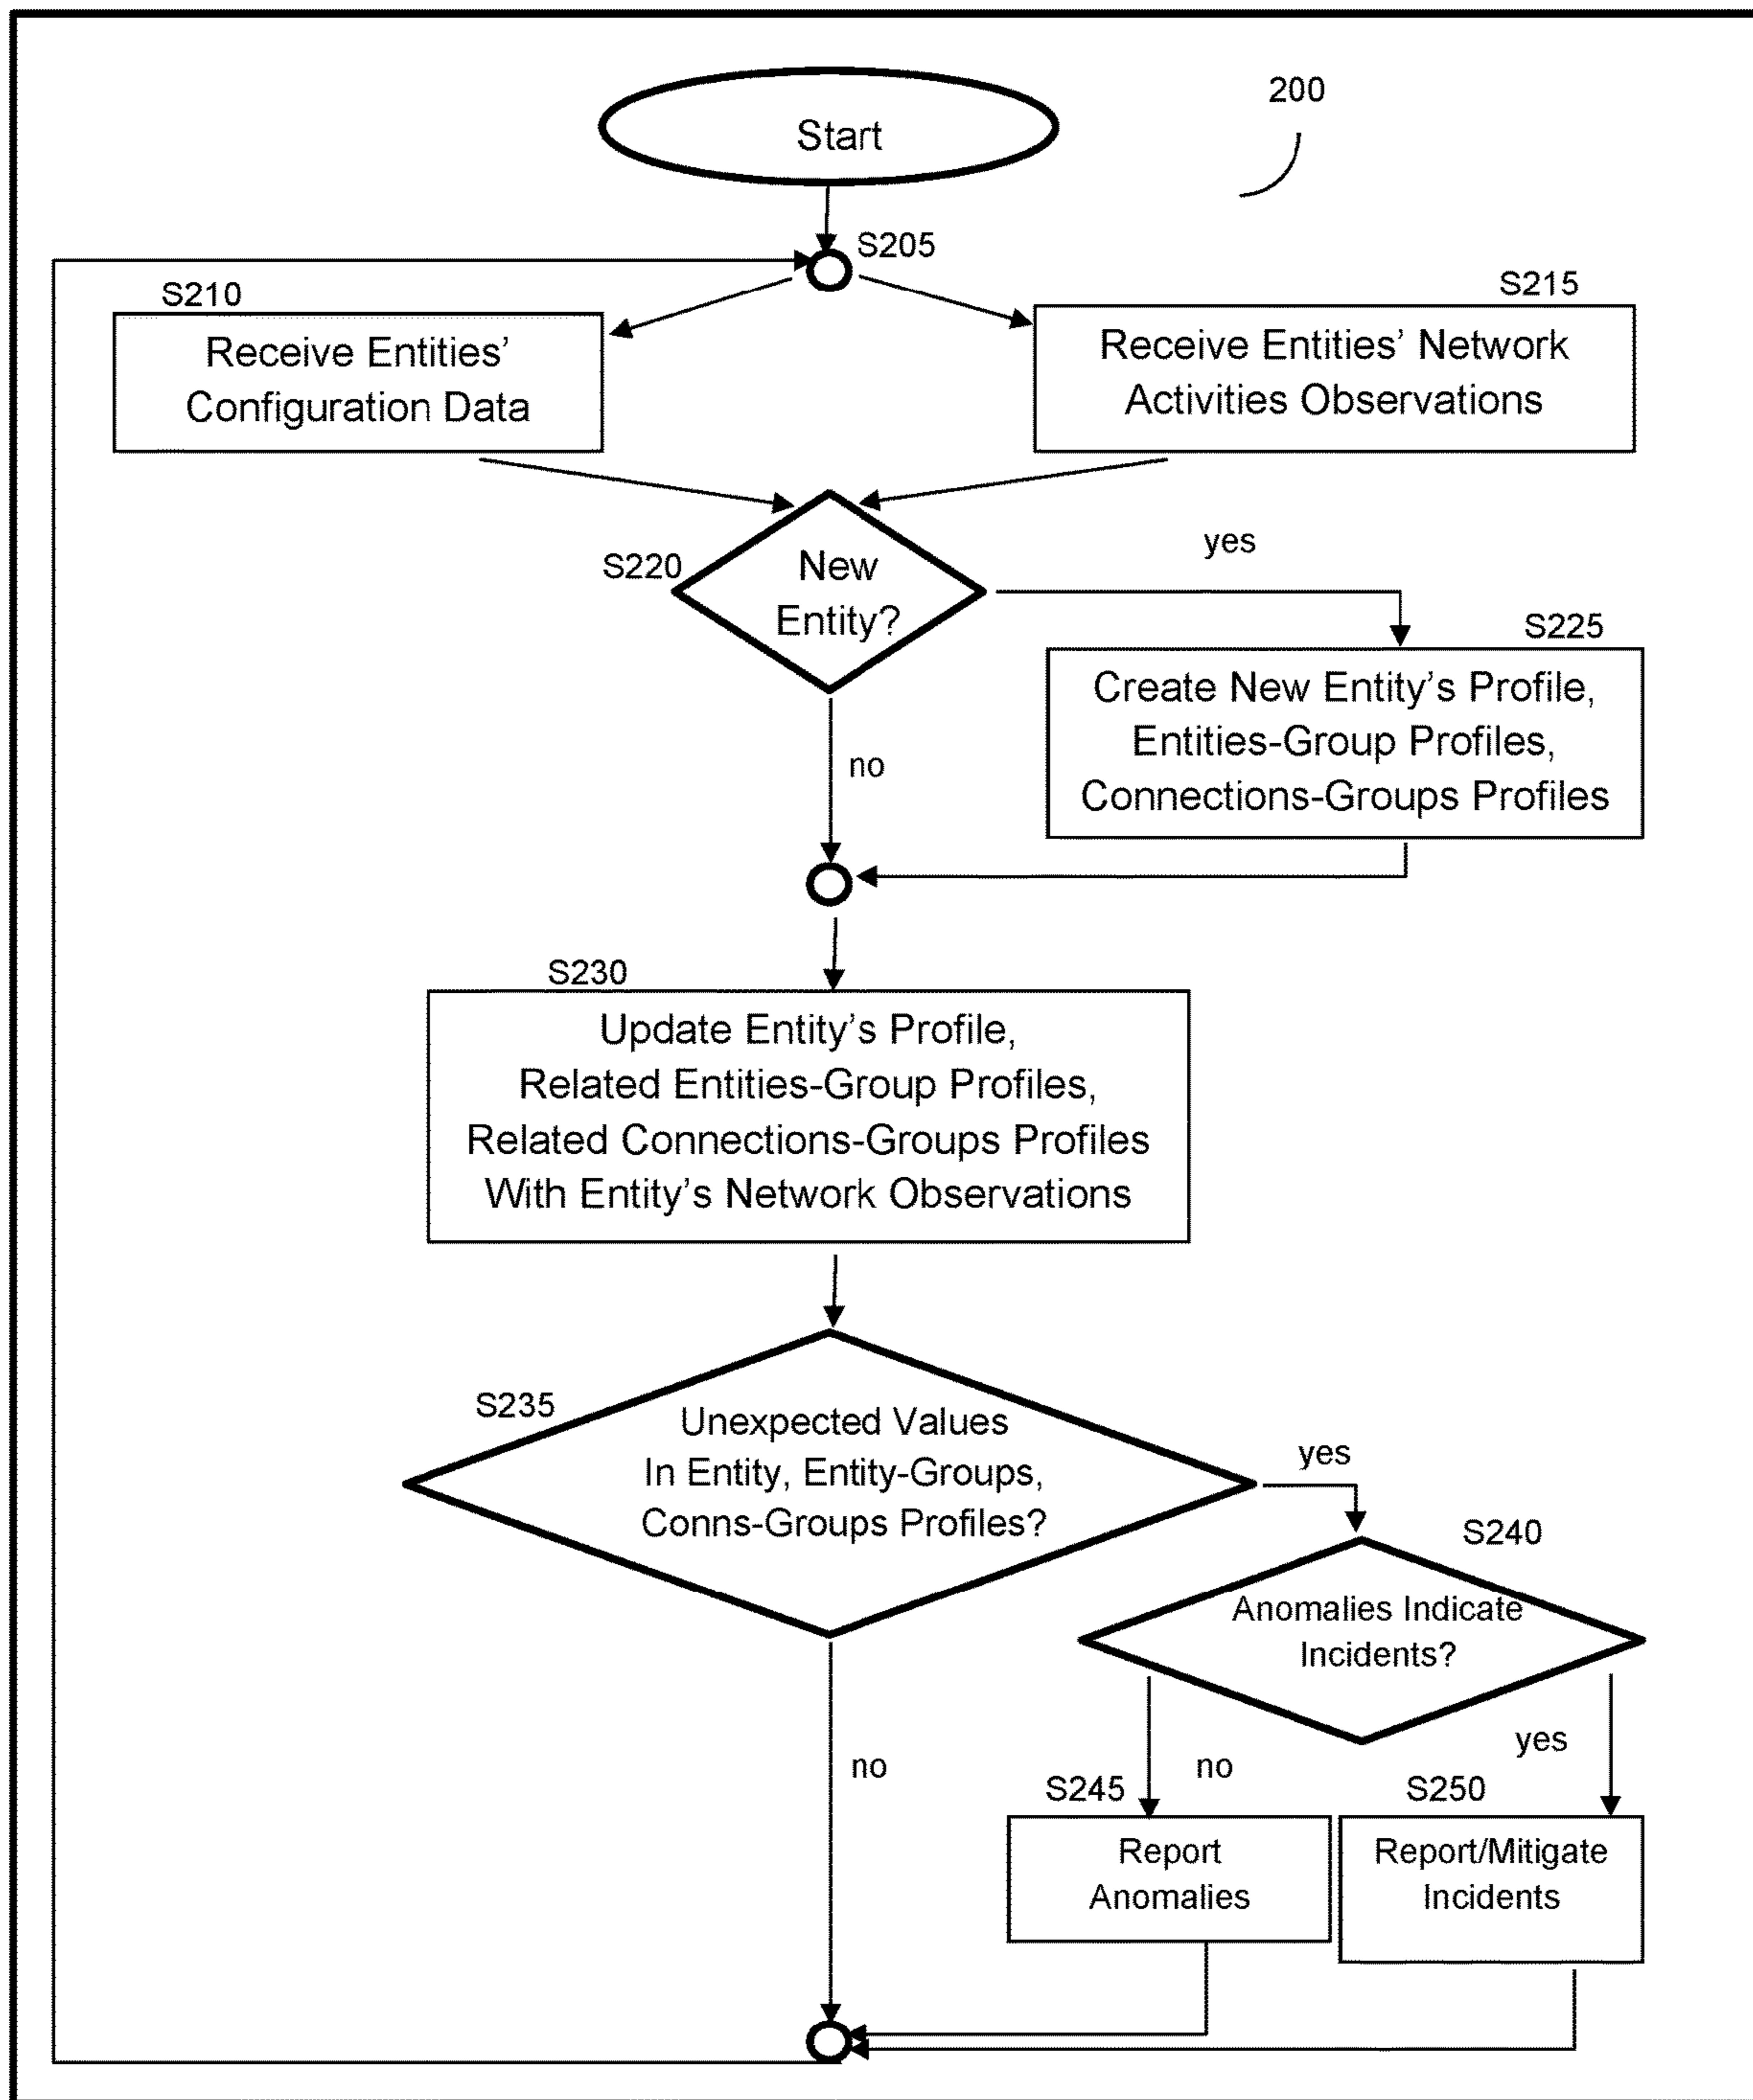 200
Start
S205
S210
S215
Receive Entities’
Configuration Data
Receive Entities’ Network
Activities Observations
S220
New
Entity?
yes
no
S225
Create New Entity’s Profile,
Entities-Group Profiles,
Connections-Groups Profiles
S230
Update Entity’s Profile,
Related Entities-Group Profiles,
Related Connections-Groups Profiles
With Entity’s Network Observations
S235
Unexpected Values
In Entity, Entity-Groups,
Conns-Groups Profiles?
yes
no
S240
Anomalies Indicate
Incidents?
no
yes
S245
Report
Anomalies
S250
Report/Mitigate
Incidents